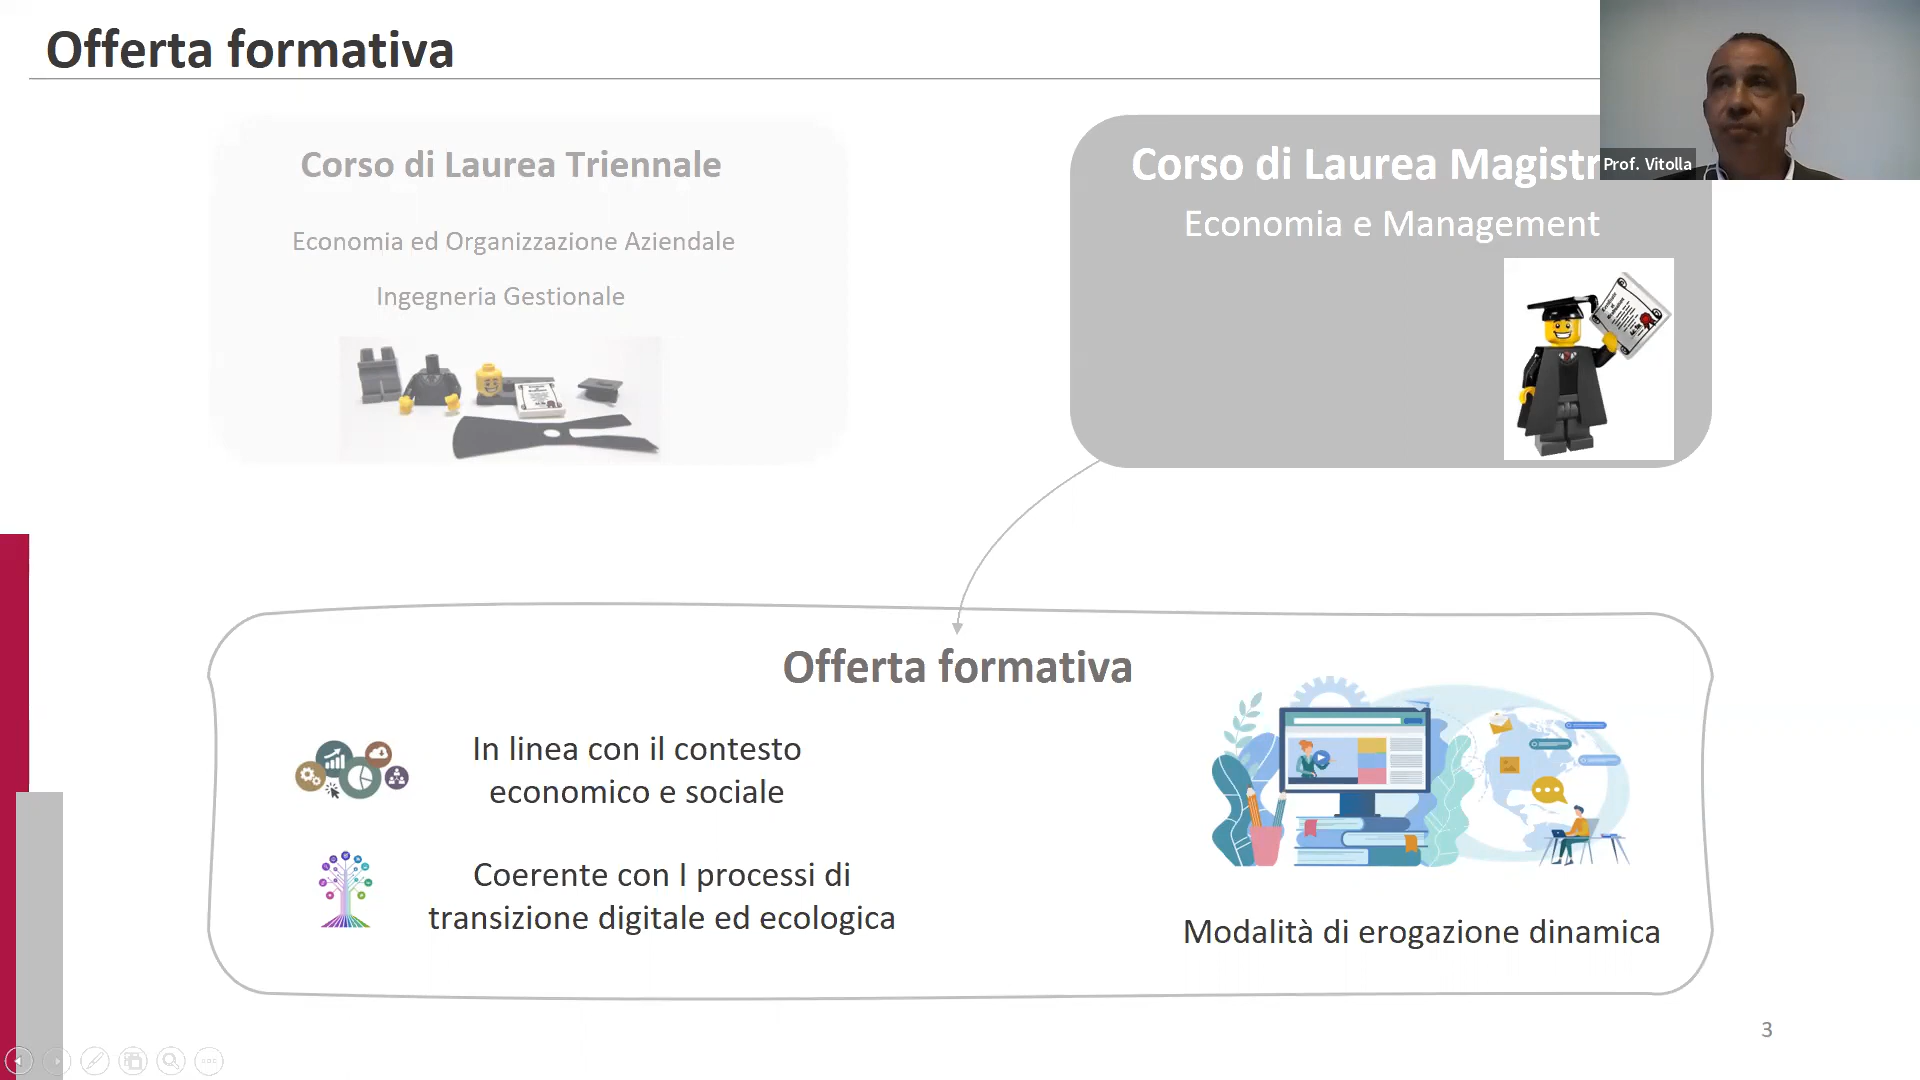 Offerta formativa
Corso di Laurea Triennale
Economia ed Organizzazione Aziendale
Ingegneria Gestionale
Corso di Laurea Magistr
Economia e Management
Prof. Vitolla
Offerta formativa
In linea con il contesto
economico e sociale
Coerente con I processi di
transizione digitale ed ecologica
Modalità di erogazione dinamica
3